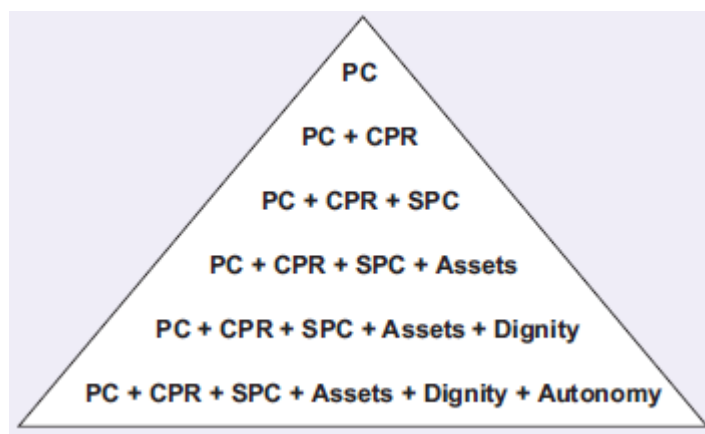 PC
PC + CPR
PC + CPR + SPC
PC + CPR + SPC + Assets
PC + CPR + SPC + Assets + Dignity
PC + CPR + SPC + Assets + Dignity + Autonomy